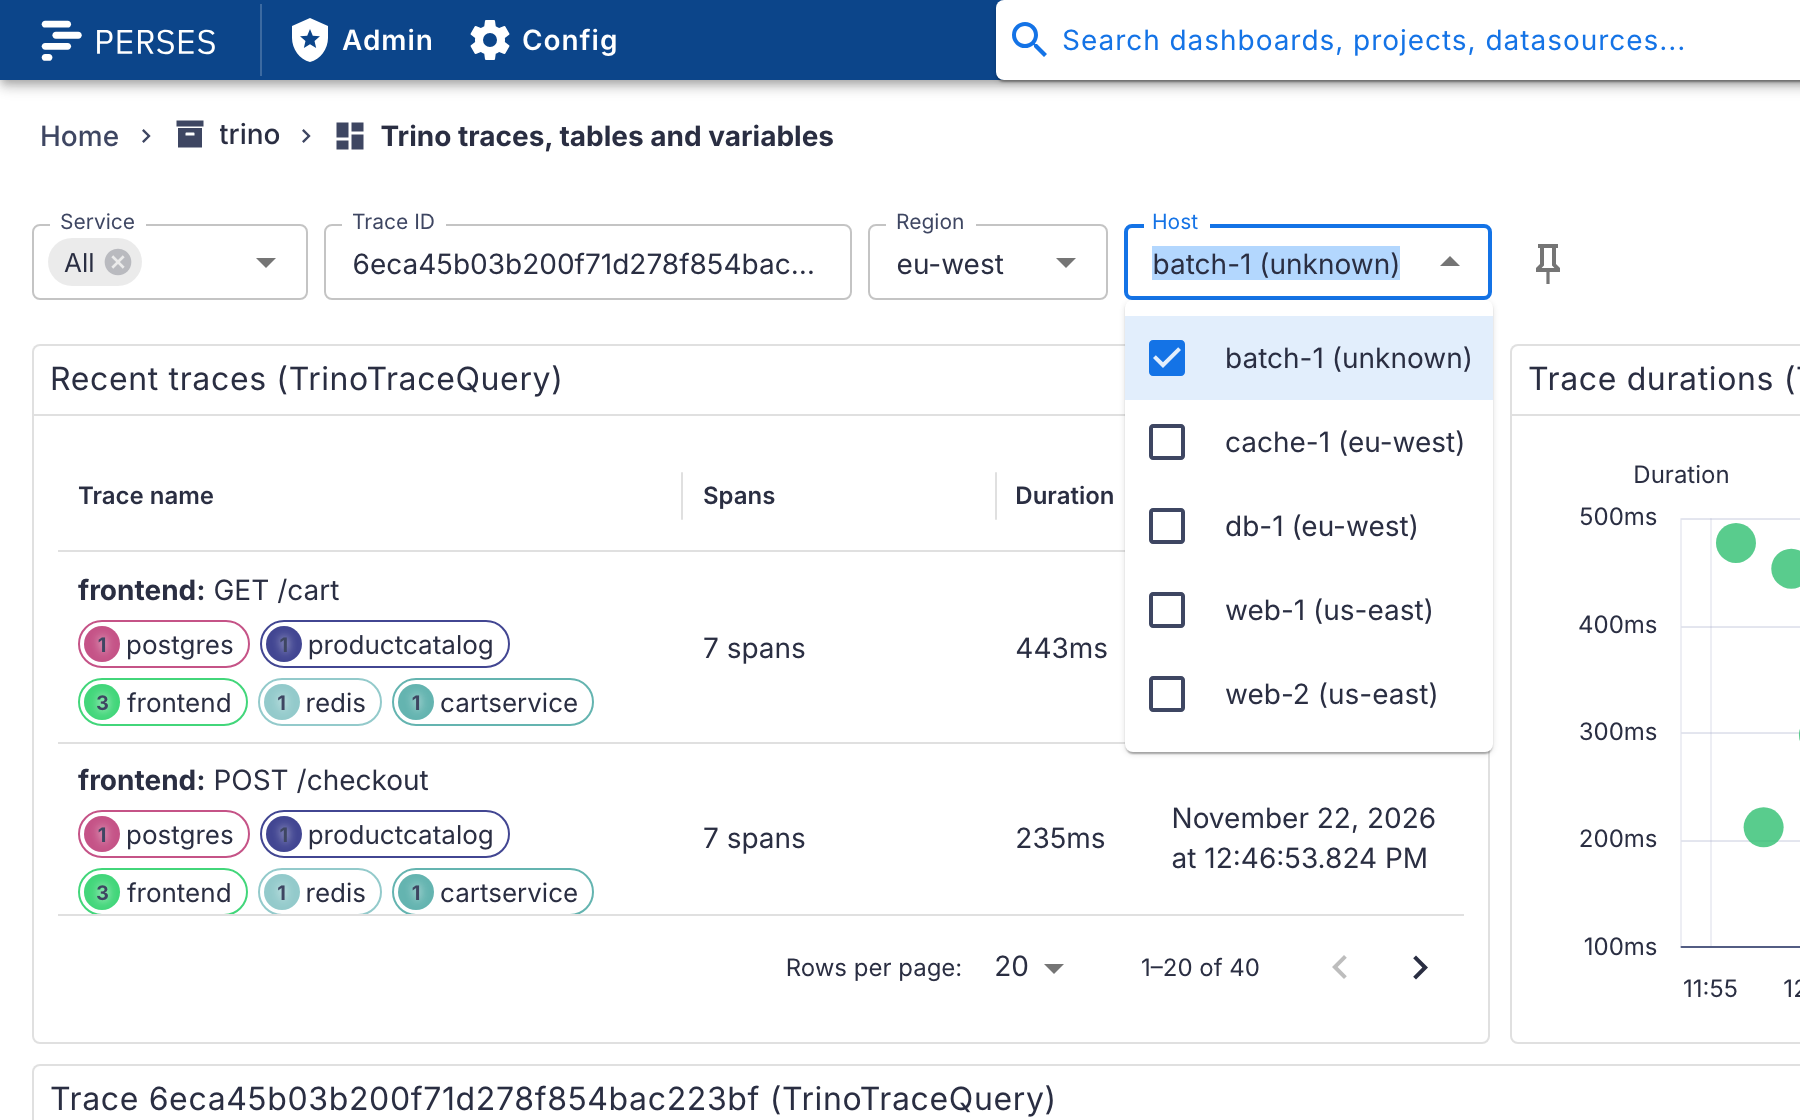 PERSES
Admin
Config
Search dashboards, projects, datasources...
Home
trino
Trino traces, tables and variables
Service
All
Trace ID
6eca45b03b200f71d278f854bac...
Region
eu-west
Host
batch-1 (unknown)
batch-1 (unknown)
cache-1 (eu-west)
db-1 (eu-west)
web-1 (us-east)
web-2 (us-east)
Recent traces (TrinoTraceQuery)
Trace name
Spans
Duration
frontend: GET /cart
1 postgres
1 productcatalog
3 frontend
1 redis
1 cartservice
7 spans
443ms
frontend: POST /checkout
1 postgres
1 productcatalog
3 frontend
1 redis
1 cartservice
7 spans
235ms
November 22, 2026
at 12:46:53.824 PM
Rows per page:
20
1–20 of 40
Trace durations (
Duration
500ms
400ms
300ms
200ms
100ms
11:55
Trace 6eca45b03b200f71d278f854bac223bf (TrinoTraceQuery)